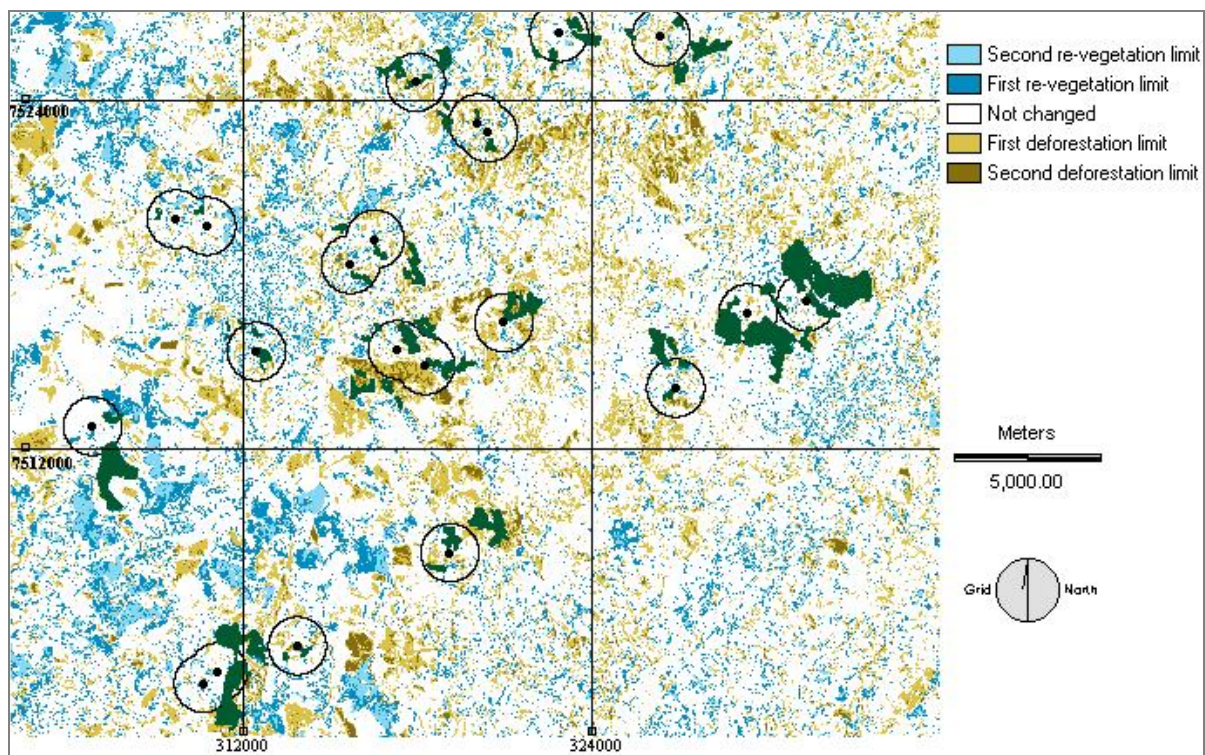 Second re-vegetation limit
First re-vegetation limit
Not changed
First deforestation limit
Second deforestation limit
7524000
7512000
Meters
5,000.00
Grid North
312000 324000